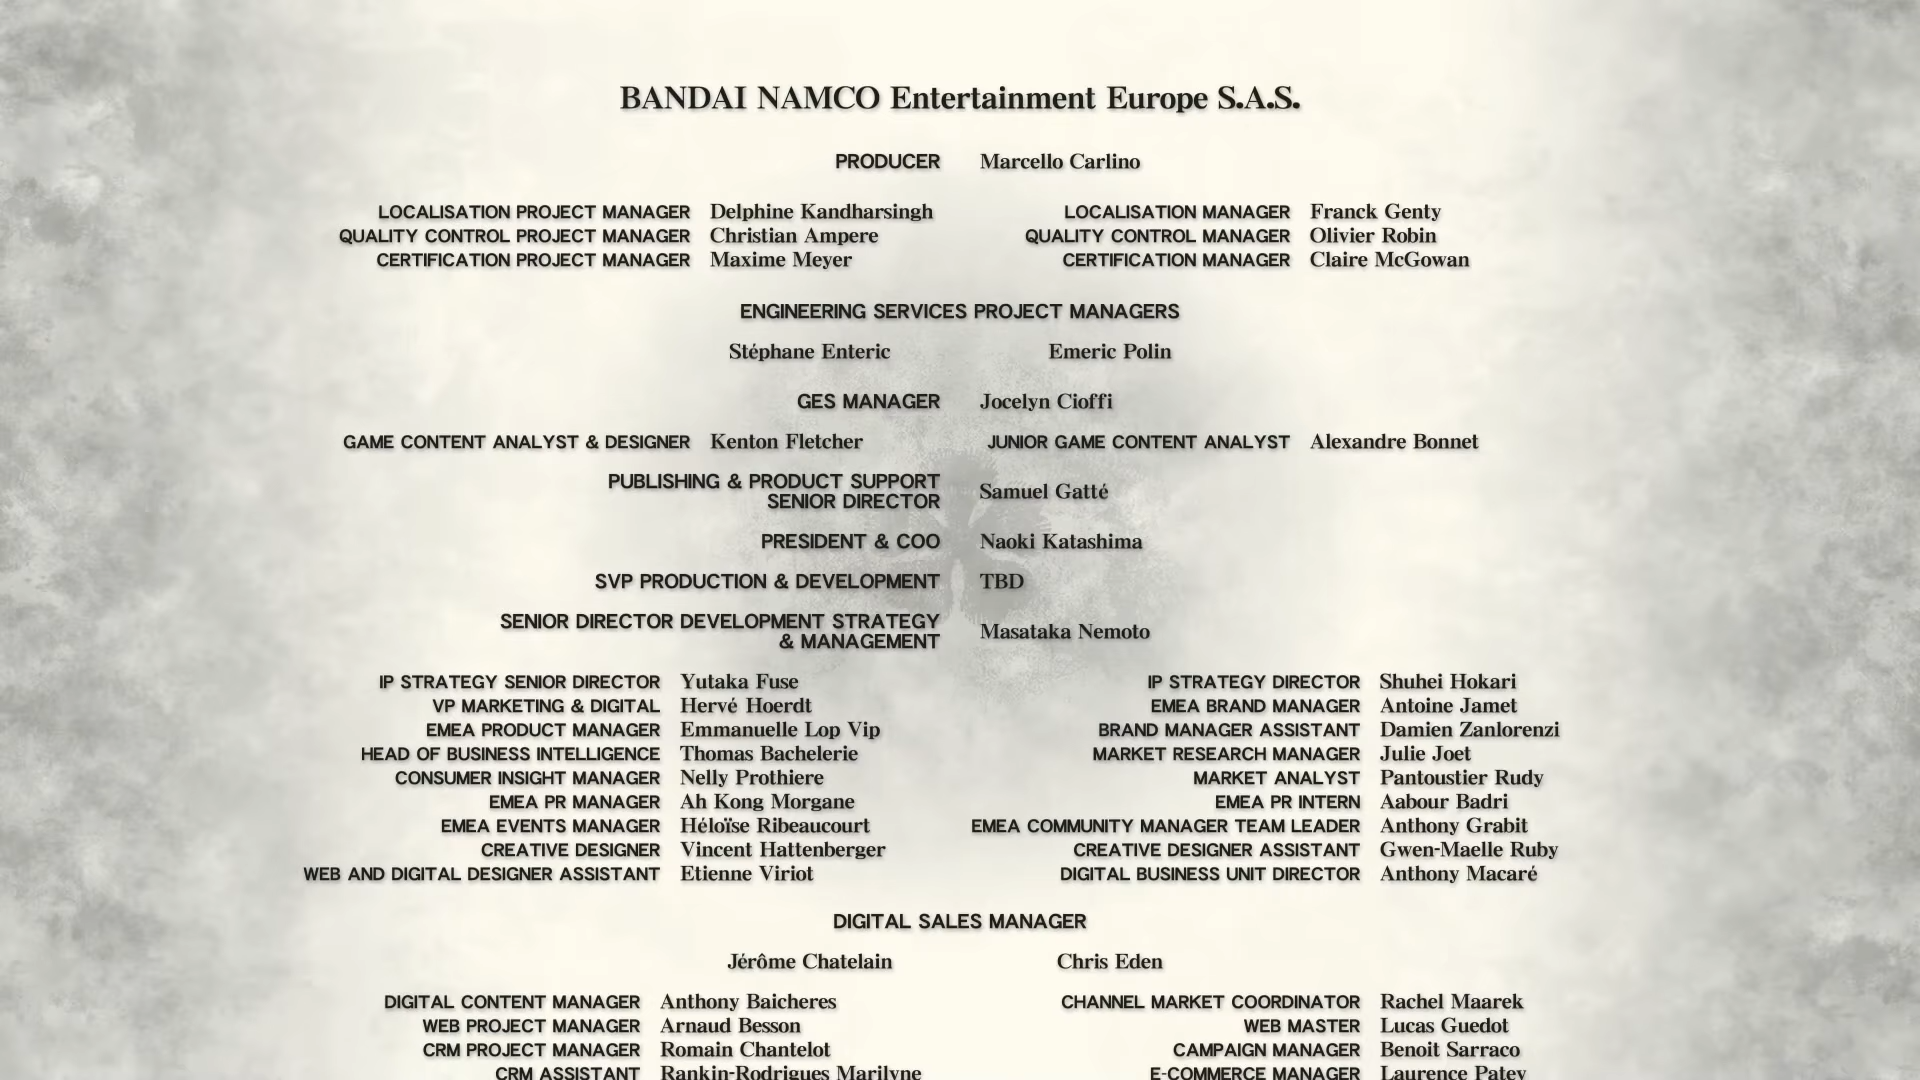 BANDAI NAMCO Entertainment Europe S.A.S.
PRODUCER Marcello Carlino
LOCALISATION PROJECT MANAGER Delphine Kandharsingh LOCALISATION MANAGER Franck Genty
QUALITY CONTROL PROJECT MANAGER Christian Ampere QUALITY CONTROL MANAGER Olivier Robin
CERTIFICATION PROJECT MANAGER Maxime Meyer CERTIFICATION MANAGER Claire McGowan
ENGINEERING SERVICES PROJECT MANAGERS
Stéphane Enteric Emeric Polin
GES MANAGER Jocelyn Cioffi
GAME CONTENT ANALYST & DESIGNER Kenton Fletcher JUNIOR GAME CONTENT ANALYST Alexandre Bonnet
PUBLISHING & PRODUCT SUPPORT
SENIOR DIRECTOR Samuel Gatté
PRESIDENT & COO Naoki Katashima
SVP PRODUCTION & DEVELOPMENT TBD
SENIOR DIRECTOR DEVELOPMENT STRATEGY
& MANAGEMENT Masataka Nemoto
IP STRATEGY SENIOR DIRECTOR Yutaka Fuse IP STRATEGY DIRECTOR Shuhei Hokari
VP MARKETING & DIGITAL Hervé Hoerdt EMEA BRAND MANAGER Antoine Jamet
EMEA PRODUCT MANAGER Emmanuelle Lop Vip BRAND MANAGER ASSISTANT Damien Zanlorenzi
HEAD OF BUSINESS INTELLIGENCE Thomas Bachelerie MARKET RESEARCH MANAGER Julie Joet
CONSUMER INSIGHT MANAGER Nelly Prothiere MARKET ANALYST Pantoustier Rudy
EMEA PR MANAGER Ah Kong Morgane EMEA PR INTERN Aabour Badri
EMEA EVENTS MANAGER Héloïse Ribeaucourt EMEA COMMUNITY MANAGER TEAM LEADER Anthony Grabit
CREATIVE DESIGNER Vincent Hattenberger CREATIVE DESIGNER ASSISTANT Gwen-Maelle Ruby
WEB AND DIGITAL DESIGNER ASSISTANT Etienne Viriot DIGITAL BUSINESS UNIT DIRECTOR Anthony Macaré
DIGITAL SALES MANAGER
Jérôme Chatelain Chris Eden
DIGITAL CONTENT MANAGER Anthony Baicheres CHANNEL MARKET COORDINATOR Rachel Maarek
WEB PROJECT MANAGER Arnaud Besson WEB MASTER Lucas Guedot
CRM PROJECT MANAGER Romain Chantelot CAMPAIGN MANAGER Benoit Sarraco
CRM ASSISTANT Rankin-Rodrigues Marilyne E-COMMERCE MANAGER Laurence Patey